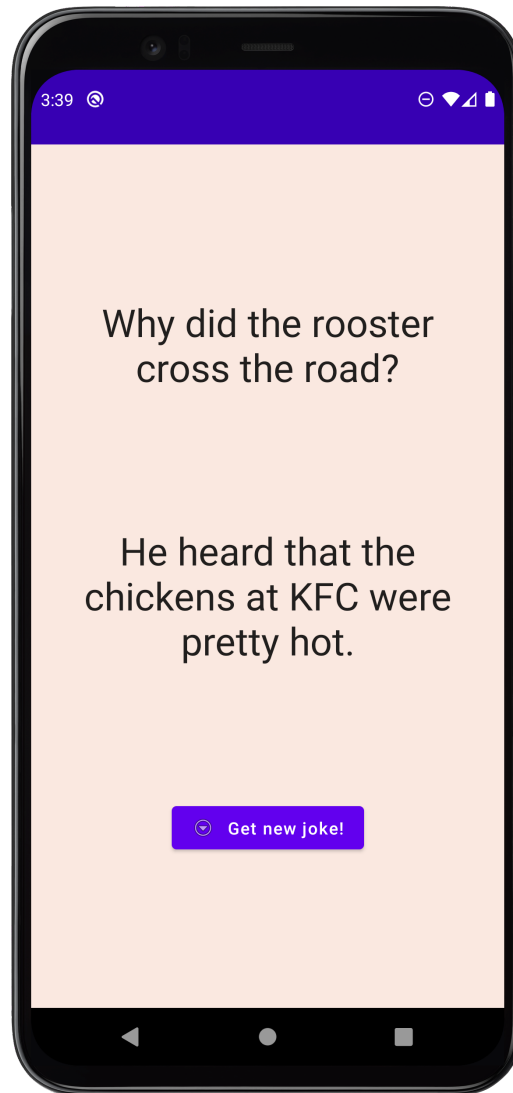 3:39
Why did the rooster
cross the road?
He heard that the
chickens at KFC were
pretty hot.
Get new joke!